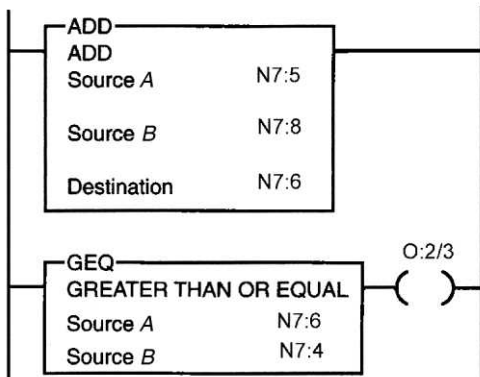 ADD
ADD
Source A N7:5
Source B N7:8
Destination N7:6
O:2/3
GEQ
GREATER THAN OR EQUAL
Source A N7:6
Source B N7:4